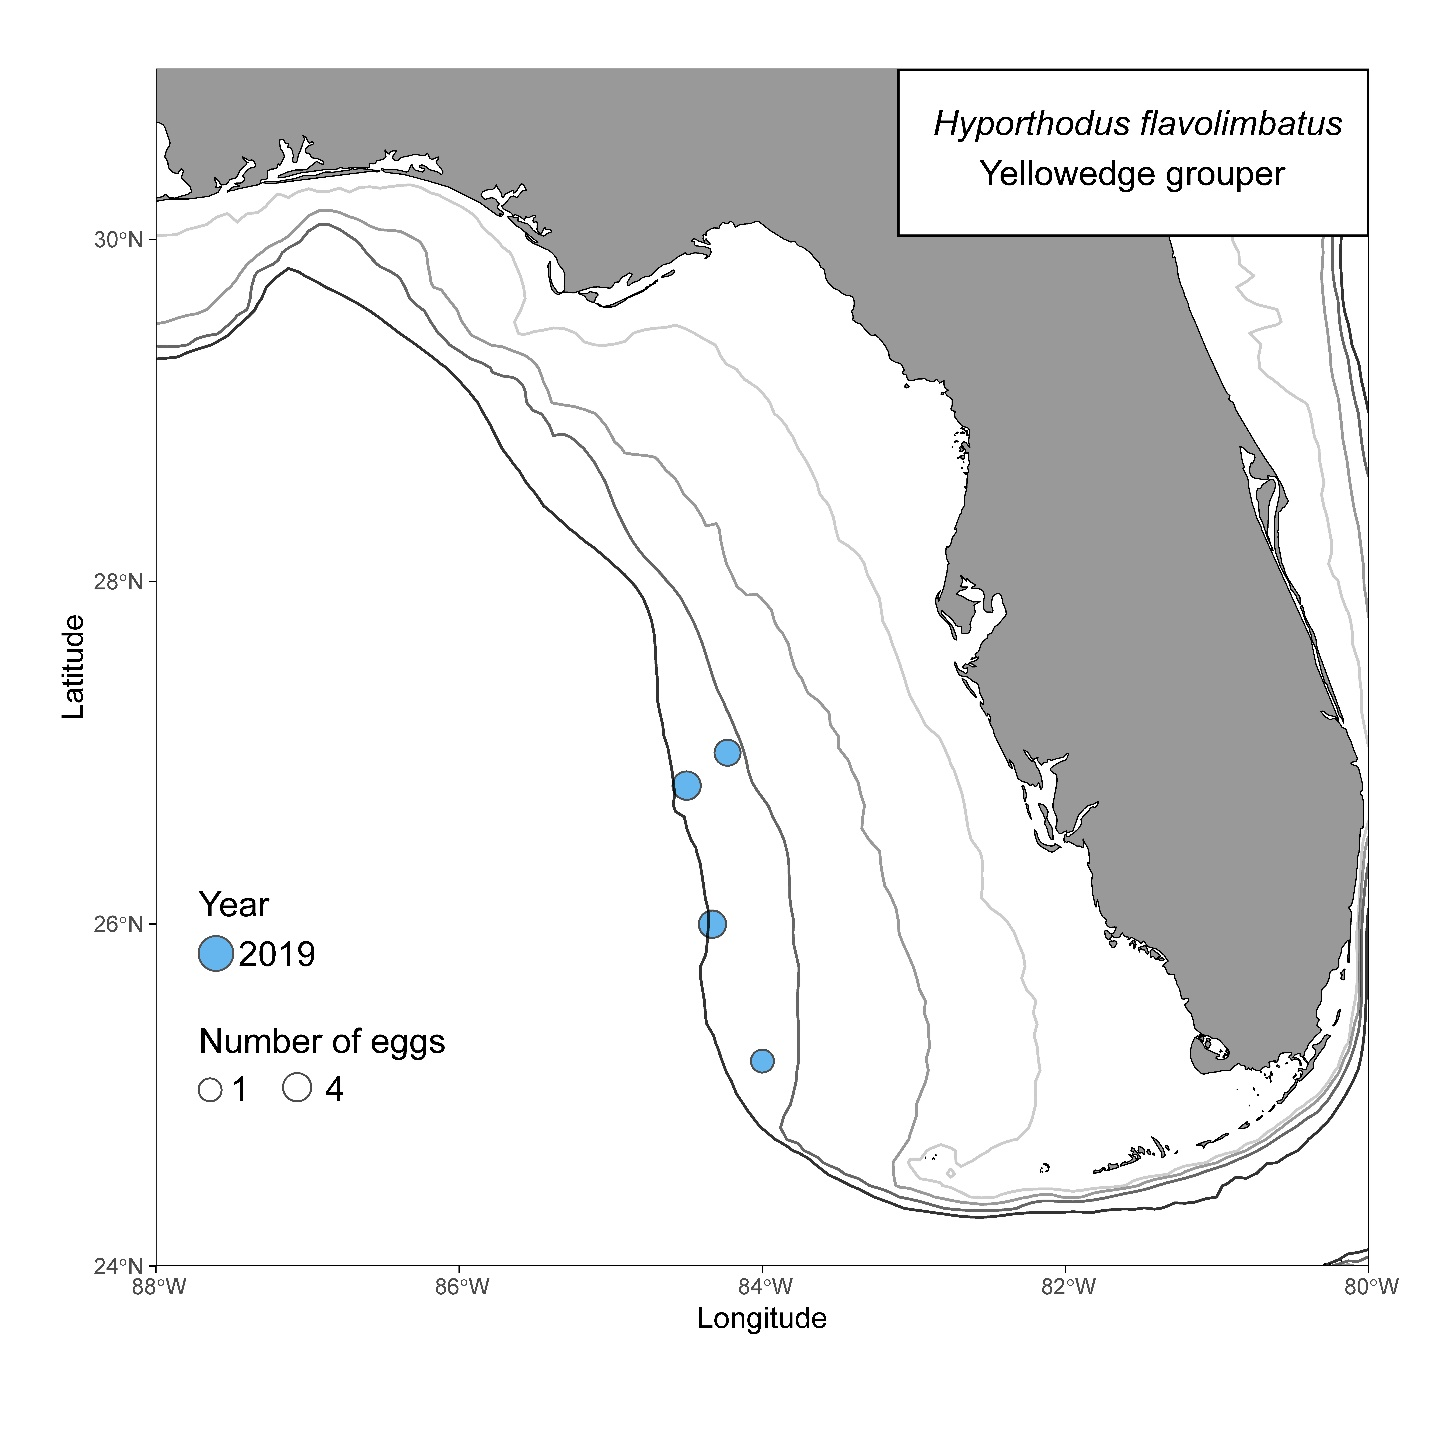 Hyporthodus flavolimbatus
Yellowedge grouper
30°N
28°N
26°N
24°N
Latitude
Year
2019
Number of eggs
1 4
88°W 86°W 84°W 82°W 80°W
Longitude